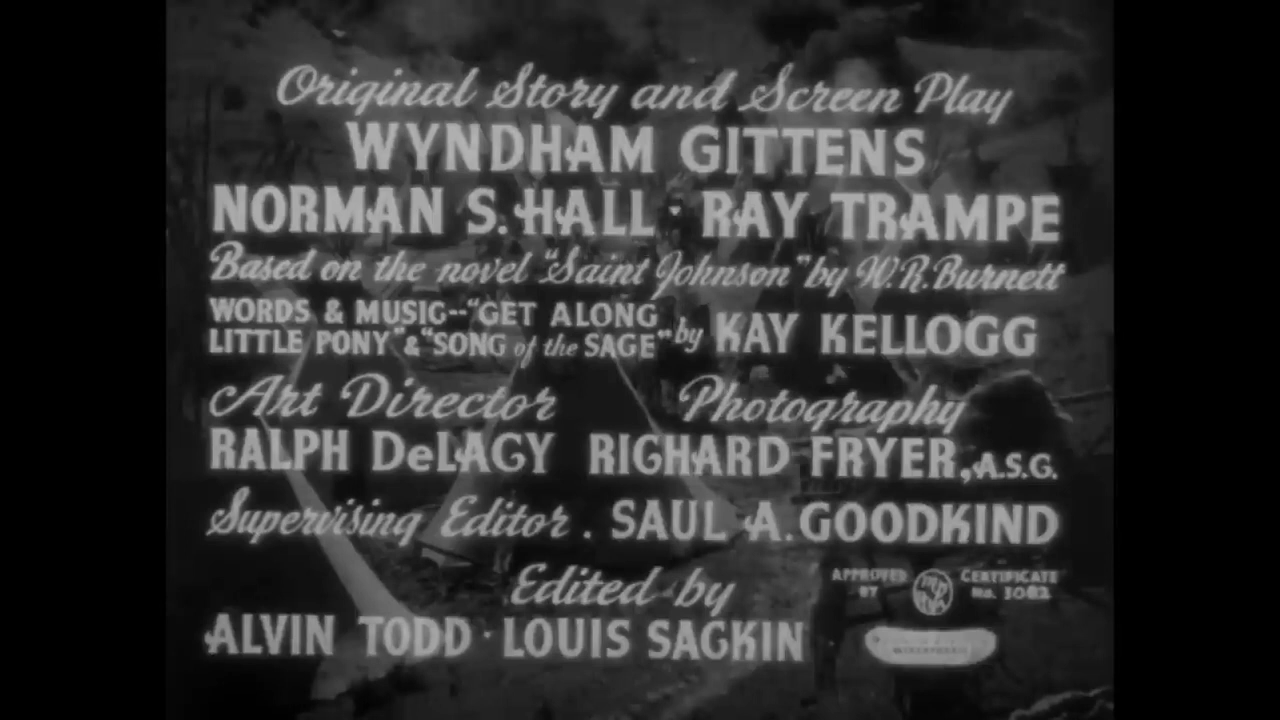 Original Story and Screen Play
WYNDHAM GITTENS
NORMAN S. HALL · RAY TRAMPE
Based on the novel "Saint Johnson" by W.R. Burnett
WORDS & MUSIC--"GET ALONG
LITTLE PONY" & "SONG of the SAGE" by KAY KELLOGG
Art Director Photography
RALPH DeLACY RICHARD FRYER, A.S.C.
Supervising Editor . SAUL A. GOODKIND
Edited by
ALVIN TODD · LOUIS SACKIN
APPROVED BY CERTIFICATE No.